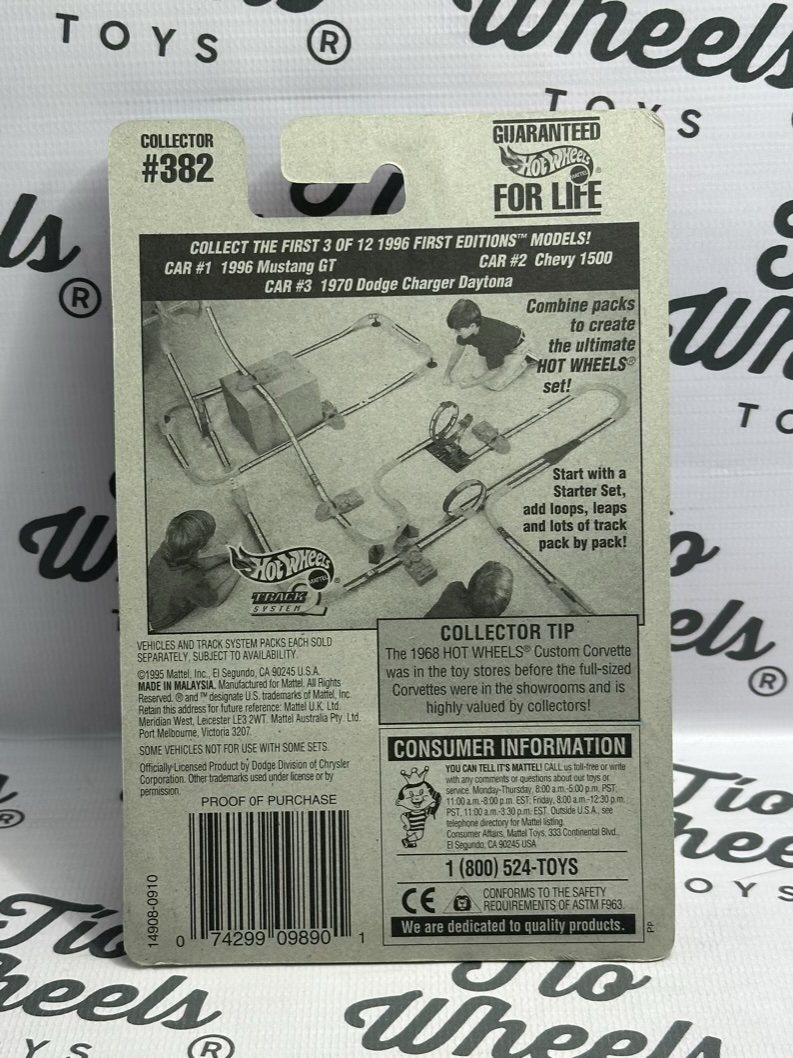 TOYS ®
Wheels
TOYS
COLLECTOR
#382
GUARANTEED
HOT WHEELS
MATTEL
®
FOR LIFE
COLLECT THE FIRST 3 OF 12 1996 FIRST EDITIONS™ MODELS!
CAR #1 1996 Mustang GT CAR #2 Chevy 1500
CAR #3 1970 Dodge Charger Daytona
Combine packs
to create
the ultimate
HOT WHEELS®
set!
Start with a
Starter Set,
add loops, leaps
and lots of track
pack by pack!
HOT WHEELS
MATTEL
®
TRACK
SYSTEM
VEHICLES AND TRACK SYSTEM PACKS EACH SOLD
SEPARATELY, SUBJECT TO AVAILABILITY.
©1995 Mattel, Inc., El Segundo, CA 90245 U.S.A.
MADE IN MALAYSIA. Manufactured for Mattel. All Rights
Reserved. ® and ™ designate U.S. trademarks of Mattel, Inc.
Retain this address for future reference: Mattel U.K. Ltd.
Meridian West, Leicester LE3 2WT. Mattel Australia Pty. Ltd.
Port Melbourne, Victoria 3207.
SOME VEHICLES NOT FOR USE WITH SOME SETS.
Officially Licensed Product by Dodge Division of Chrysler
Corporation. Other trademarks used under license or by
permission.
PROOF OF PURCHASE
14908-0910
0 74299 09890 1
COLLECTOR TIP
The 1968 HOT WHEELS® Custom Corvette
was in the toy stores before the full-sized
Corvettes were in the showrooms and is
highly valued by collectors!
CONSUMER INFORMATION
YOU CAN TELL IT'S MATTEL! CALL us toll-free or write
with any comments or questions about our toys or
service. Monday-Thursday, 8:00 a.m.-5:00 p.m. PST,
11:00 a.m.-8:00 p.m. EST; Friday, 8:00 a.m.-12:30 p.m.
PST, 11:00 a.m.-3:30 p.m. EST. Outside U.S.A., see
telephone directory for Mattel listing.
Consumer Affairs, Mattel Toys, 333 Continental Blvd.,
El Segundo, CA 90245 USA
1 (800) 524-TOYS
CE
CONFORMS TO THE SAFETY
REQUIREMENTS OF ASTM F963.
We are dedicated to quality products.
PP
Tio
Wheels